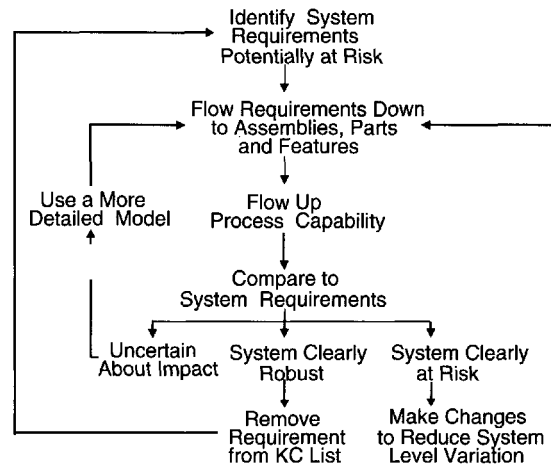 Identify System
Requirements
Potentially at Risk
Flow Requirements Down
to Assemblies, Parts
and Features
Use a More
Detailed Model
Flow Up
Process Capability
Compare to
System Requirements
Uncertain
About Impact
System Clearly
Robust
System Clearly
at Risk
Remove
Requirement
from KC List
Make Changes
to Reduce System
Level Variation